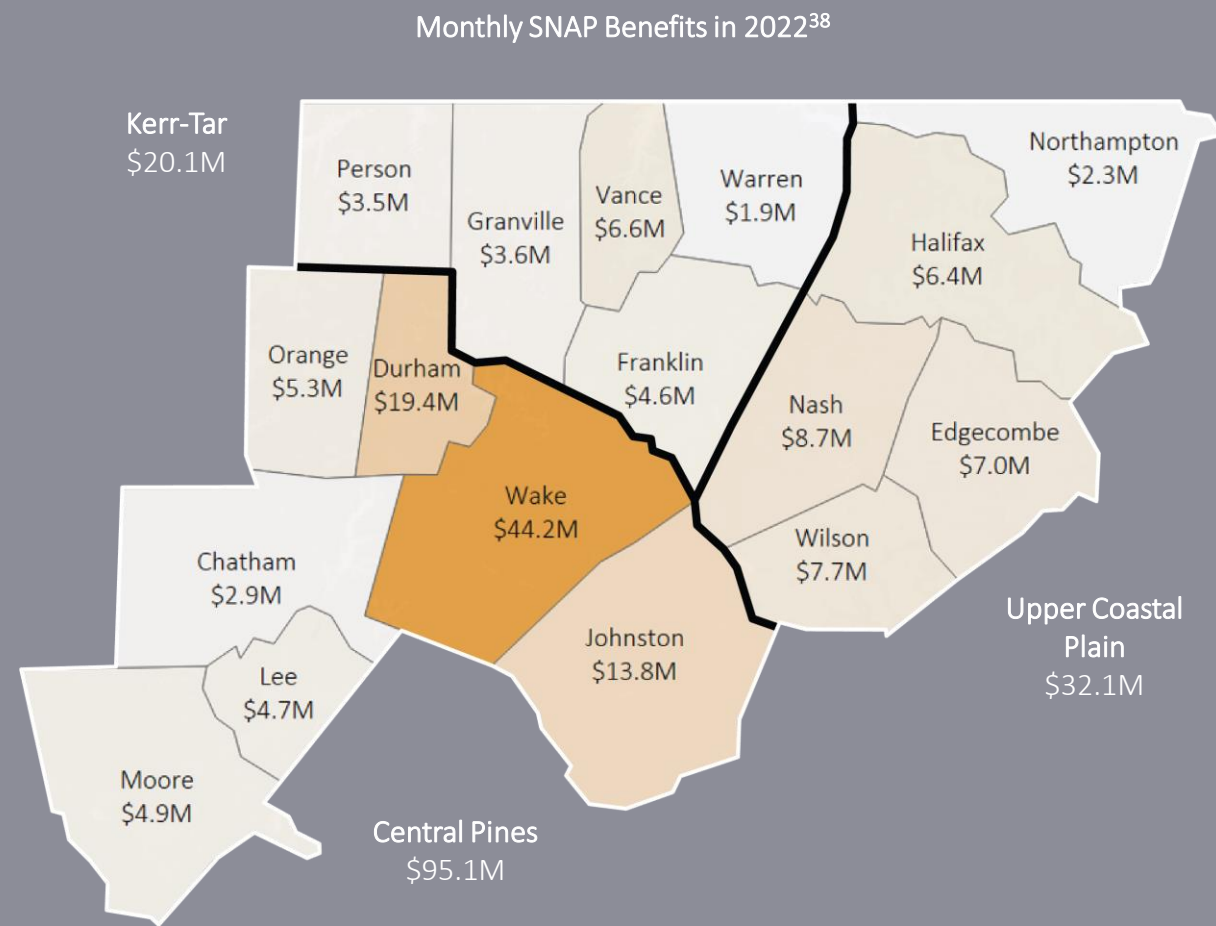 Monthly SNAP Benefits in 2022³⁸
Kerr-Tar
$20.1M
Person
$3.5M
Granville
$3.6M
Vance
$6.6M
Warren
$1.9M
Northampton
$2.3M
Halifax
$6.4M
Orange
$5.3M
Durham
$19.4M
Franklin
$4.6M
Nash
$8.7M
Edgecombe
$7.0M
Wake
$44.2M
Wilson
$7.7M
Chatham
$2.9M
Upper Coastal
Plain
$32.1M
Johnston
$13.8M
Lee
$4.7M
Moore
$4.9M
Central Pines
$95.1M